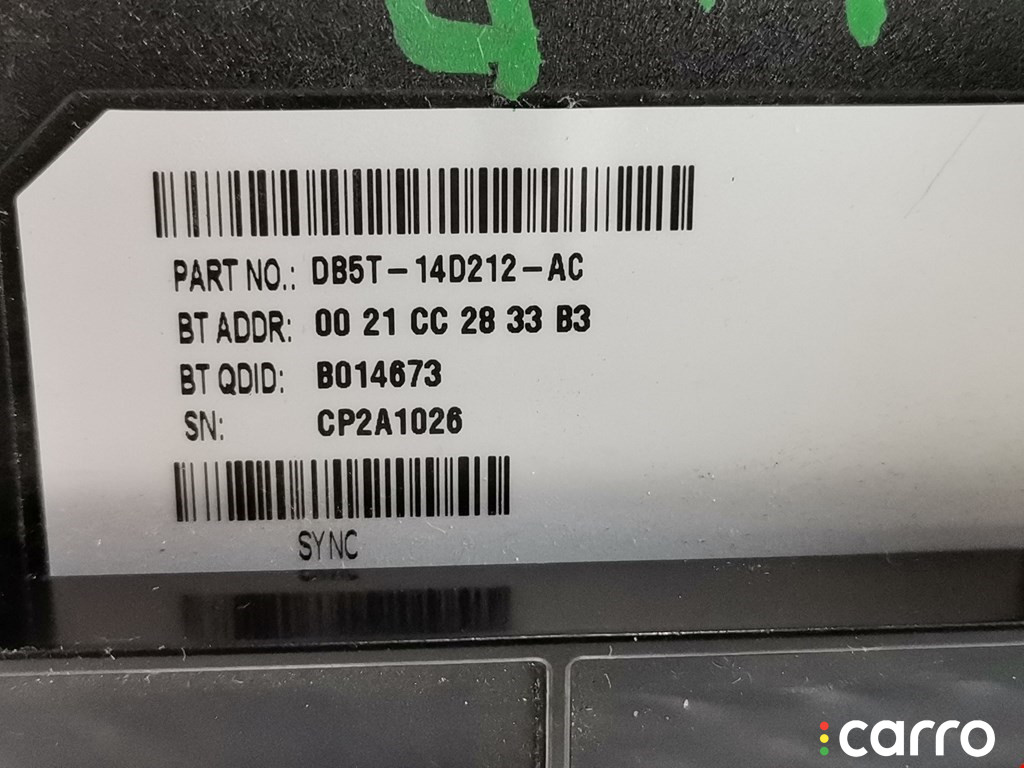 PART NO.: DB5T-14D212-AC
BT ADDR: 00 21 CC 28 33 B3
BT QDID: B014673
SN: CP2A1026
SYNC
carro